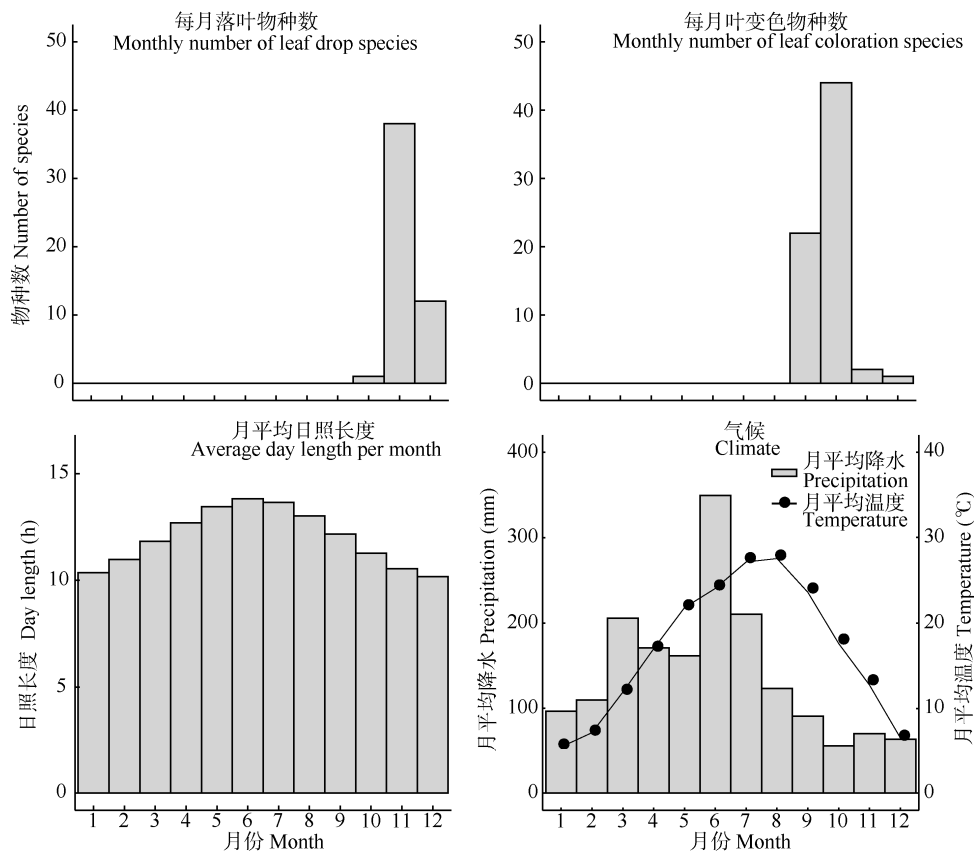 每月落叶物种数
Monthly number of leaf drop species
物种数 Number of species
50
40
30
20
10
0
每月叶变色物种数
Monthly number of leaf coloration species
50
40
30
20
10
0
月平均日照长度
Average day length per month
日照长度 Day length (h)
15
10
5
0
1 2 3 4 5 6 7 8 9 10 11 12
月份 Month
气候
Climate
月平均降水
Precipitation
月平均温度
Temperature
月平均降水 Precipitation (mm)
400
300
200
100
0
40
30
20
10
0
月平均温度 Temperature (℃)
1 2 3 4 5 6 7 8 9 10 11 12
月份 Month